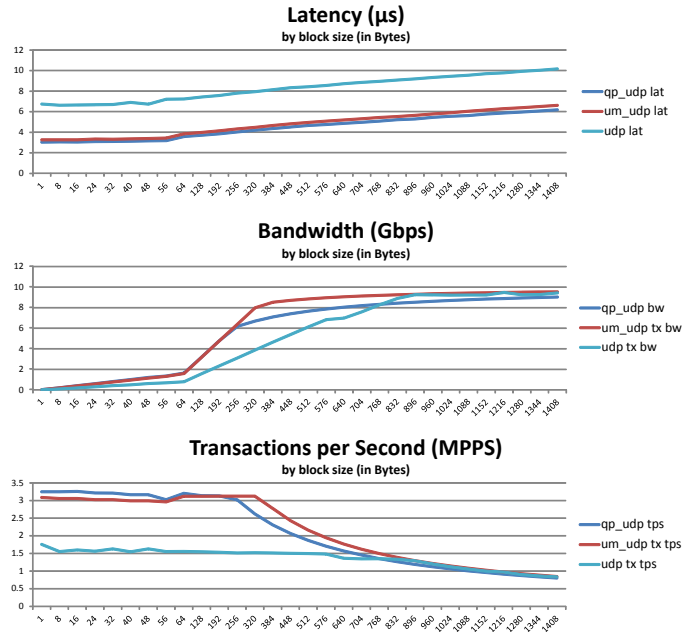 Latency (µs)
by block size (in Bytes)
12
10
8
6
4
2
0
1 8 16 24 32 40 48 56 64 128 192 256 320 384 448 512 576 640 704 768 832 896 960 1024 1088 1152 1216 1280 1344 1408
qp_udp lat
um_udp lat
udp lat
Bandwidth (Gbps)
by block size (in Bytes)
12
10
8
6
4
2
0
1 8 16 24 32 40 48 56 64 128 192 256 320 384 448 512 576 640 704 768 832 896 960 1024 1088 1152 1216 1280 1344 1408
qp_udp bw
um_udp tx bw
udp tx bw
Transactions per Second (MPPS)
by block size (in Bytes)
3.5
3
2.5
2
1.5
1
0.5
0
1 8 16 24 32 40 48 56 64 128 192 256 320 384 448 512 576 640 704 768 832 896 960 1024 1088 1152 1216 1280 1344 1408
qp_udp tps
um_udp tx tps
udp tx tps